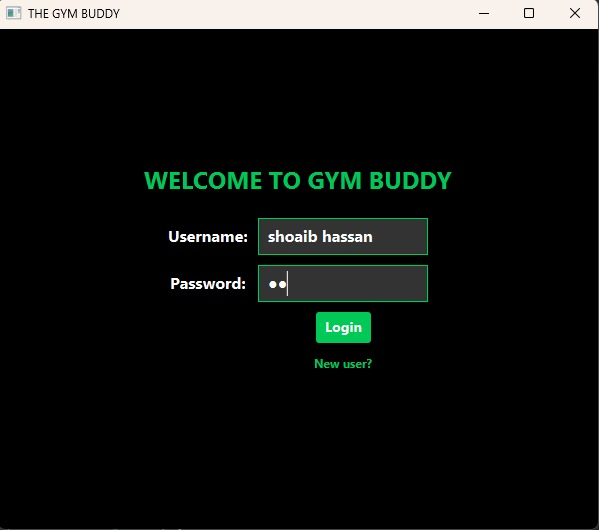 THE GYM BUDDY
WELCOME TO GYM BUDDY
Username: shoaib hassan
Password: ●●
Login
New user?